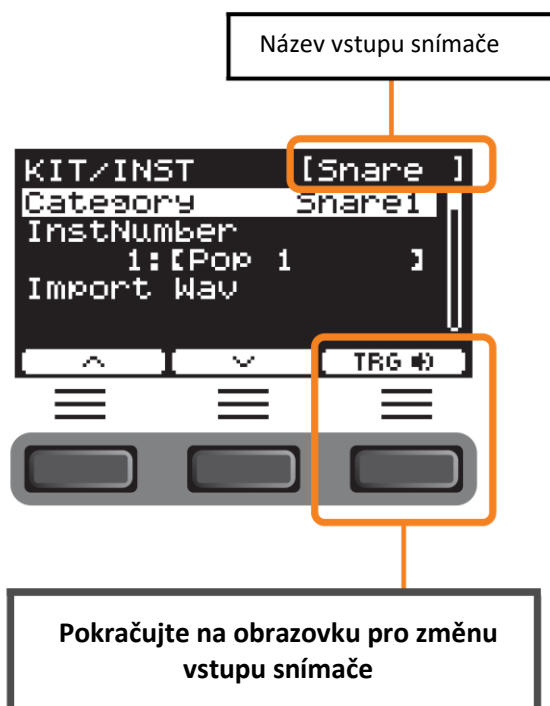 Název vstupu snímače
KIT/INST [Snare ]
Category Snare1
InstNumber
1:[Pop 1 ]
Import Wav
TRG
Pokračujte na obrazovku pro změnu
vstupu snímače